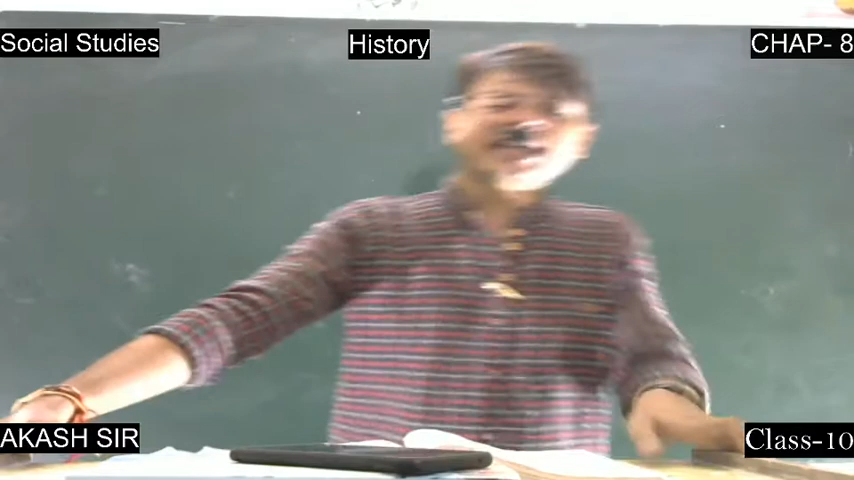 Social Studies
History
CHAP- 8
AKASH SIR
Class-10